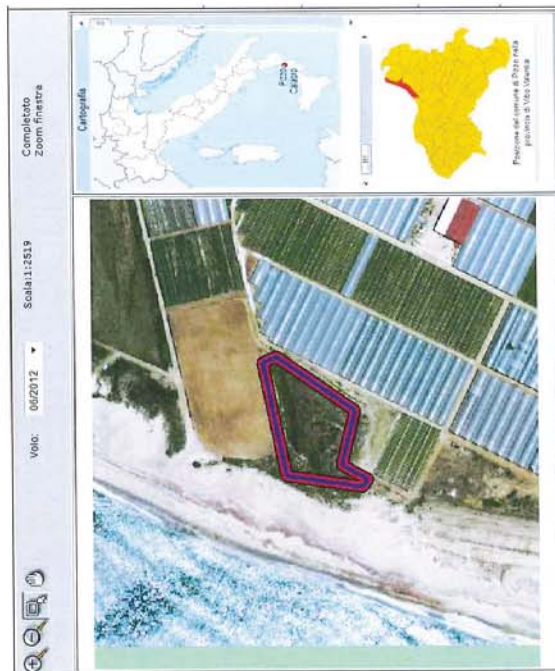 Volo: 06/2012
Scala:1:2519
Completato
Zoom finestra
Cartografia
Pizzo
Calabro
Posizione del comune di Pizzo nella
provincia di Vibo Valentia